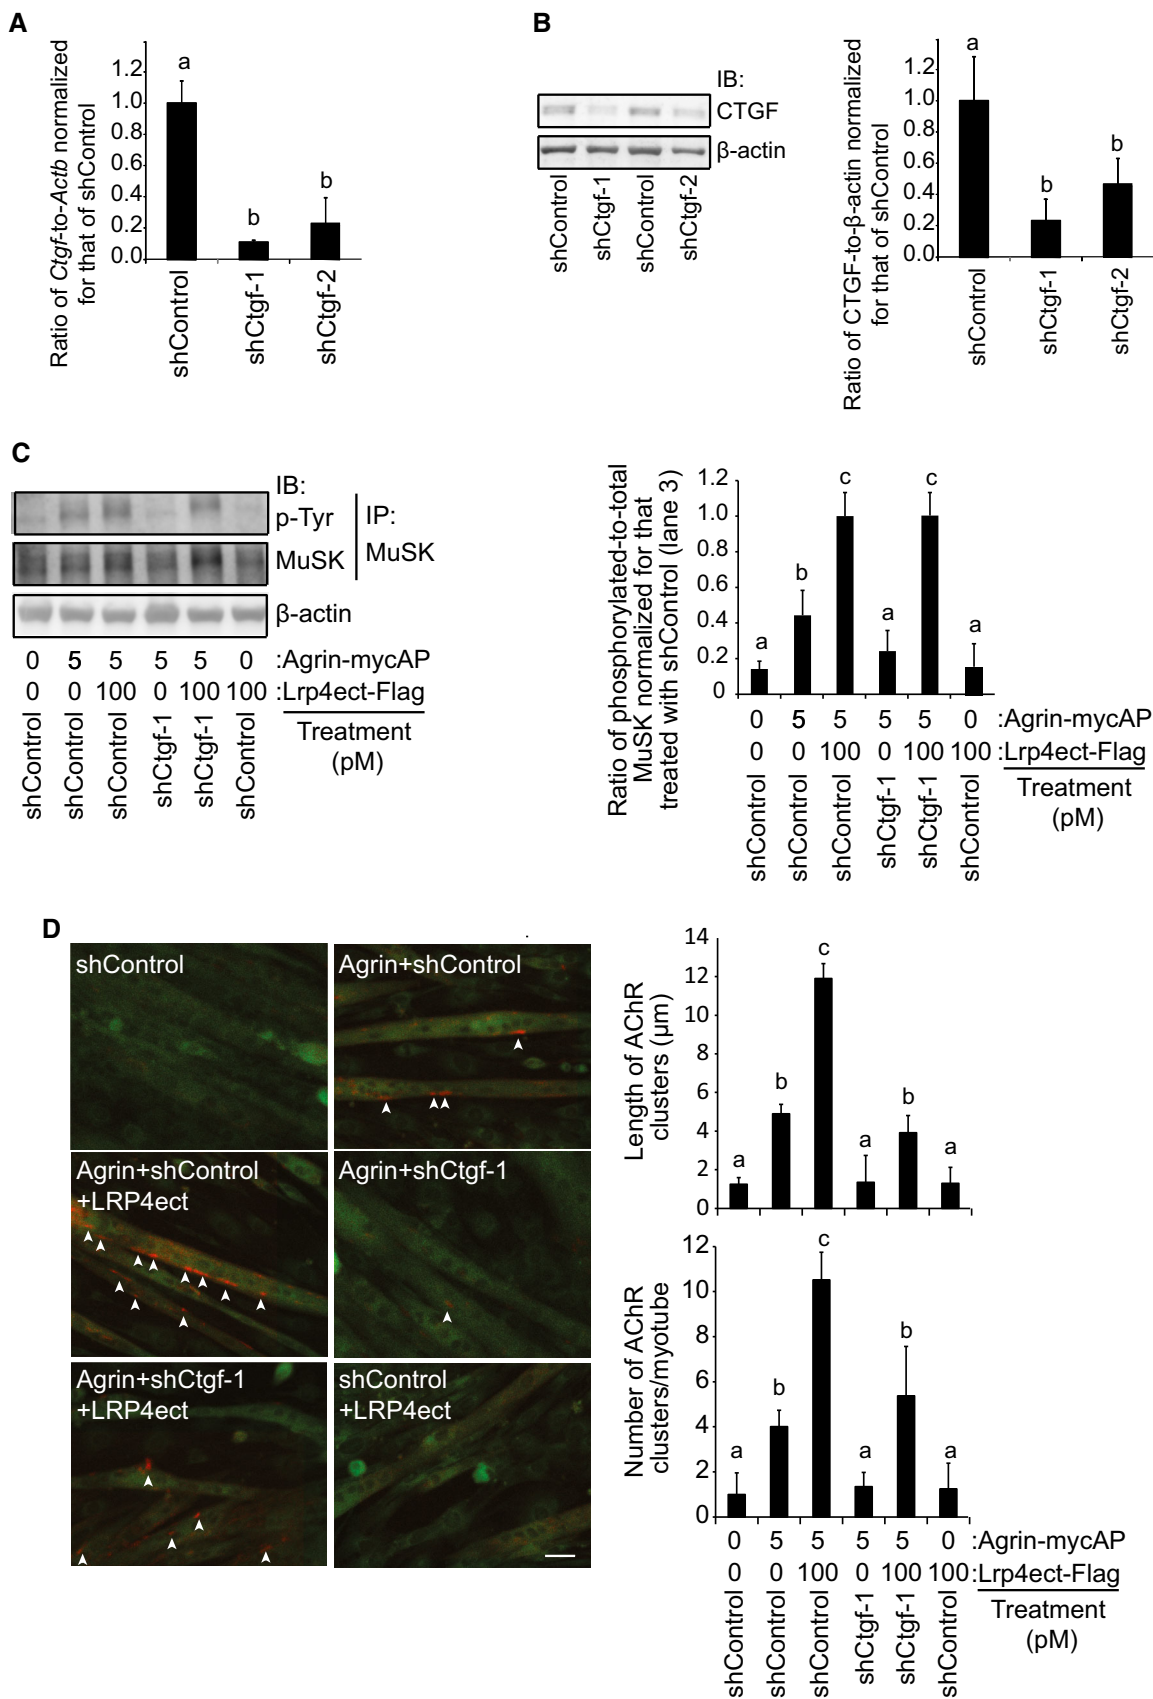 A
Ratio of Ctgf-to-Actb normalized
for that of shControl
1.2
1.0
0.8
0.6
0.4
0.2
0.0
a
b
b
shControl
shCtgf-1
shCtgf-2
B
IB:
CTGF
β-actin
shControl
shCtgf-1
shControl
shCtgf-2
Ratio of CTGF-to-β-actin normalized
for that of shControl
1.2
1.0
0.8
0.6
0.4
0.2
0.0
a
b
b
shControl
shCtgf-1
shCtgf-2
C
IB:
p-Tyr
MuSK
IP:
MuSK
β-actin
0 5 5 5 5 0 :Agrin-mycAP
0 0 100 0 100 100 :Lrp4ect-Flag
Treatment
(pM)
shControl
shControl
shControl
shCtgf-1
shCtgf-1
shControl
Ratio of phosphorylated-to-total
MuSK normalized for that
treated with shControl (lane 3)
1.2
1.0
0.8
0.6
0.4
0.2
0
a
b
c
a
c
a
0 5 5 5 5 0 :Agrin-mycAP
0 0 100 0 100 100 :Lrp4ect-Flag
Treatment
(pM)
shControl
shControl
shControl
shCtgf-1
shCtgf-1
shControl
D
shControl
Agrin+shControl
Agrin+shControl
+LRP4ect
Agrin+shCtgf-1
Agrin+shCtgf-1
+LRP4ect
shControl
+LRP4ect
Length of AChR
clusters (µm)
14
12
10
8
6
4
2
0
a
b
c
a
b
a
Number of AChR
clusters/myotube
12
10
8
6
4
2
0
a
b
c
a
b
a
0 5 5 5 5 0 :Agrin-mycAP
0 0 100 0 100 100 :Lrp4ect-Flag
Treatment
(pM)
shControl
shControl
shControl
shCtgf-1
shCtgf-1
shControl